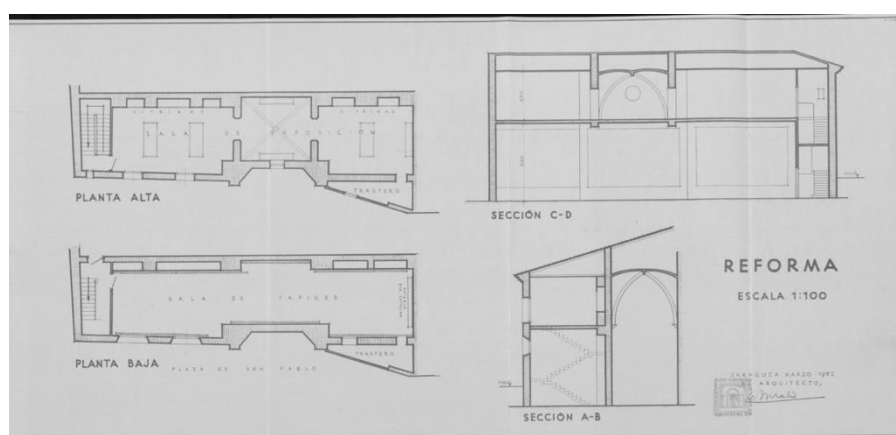 VITRINAS
VITRINAS
SALA DE EXPOSICIÓN
TRASTERO
PLANTA ALTA
SECCIÓN C-D
REFORMA
ESCALA 1:100
SALA DE TAPICES
TRASTERO
PLANTA BAJA
PLAZA DE SAN PABLO
ZARAGOZA MARZO 1972
ARQUITECTO,
SECCIÓN A-B